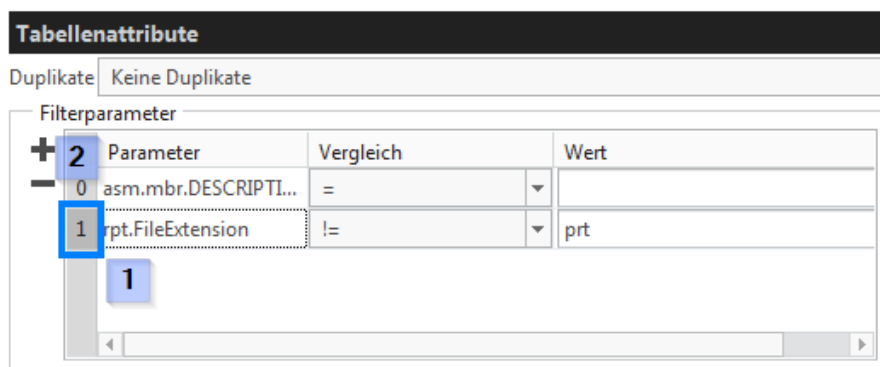 Tabellenattribute
Duplikate Keine Duplikate
Filterparameter
2 Parameter Vergleich Wert
0 asm.mbr.DESCRIPTI... =
1 rpt.FileExtension != prt
1